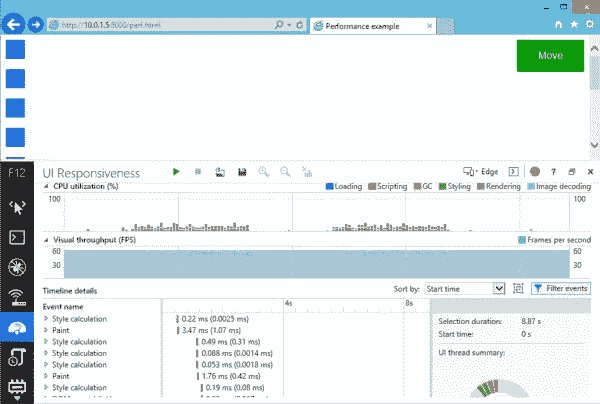 http://10.0.1.5:8000/perf.html
Performance example
Move
F12
UI Responsiveness
Edge
CPU utilization (%)
Loading Scripting GC Styling Rendering Image decoding
100 100
Visual throughput (FPS)
Frames per second
60 60
30 30
Timeline details
Sort by: Start time
Filter events
Event name
4s 8s
Style calculation 0.22 ms (0.0025 ms)
Selection duration: 8.87 s
Paint 3.47 ms (1.07 ms)
Start time: 0 s
Style calculation 0.49 ms (0.31 ms)
Style calculation 0.088 ms (0.0014 ms)
UI thread summary:
Style calculation 0.053 ms (0.0018 ms)
Paint 1.76 ms (0.42 ms)
Style calculation 0.19 ms (0.08 ms)